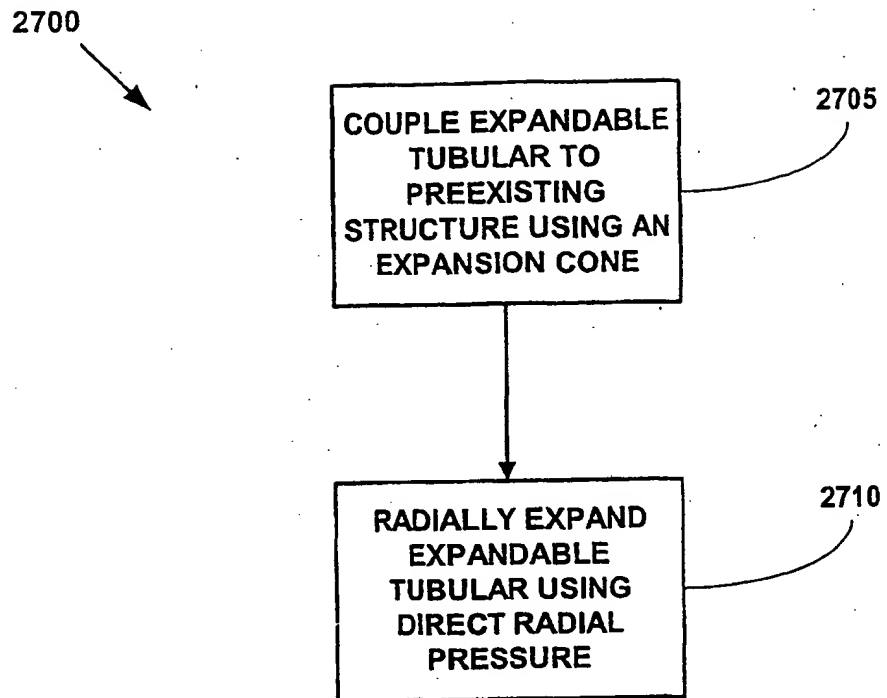 2700
COUPLE EXPANDABLE
TUBULAR TO
PREEXISTING
STRUCTURE USING AN
EXPANSION CONE
2705
RADIALLY EXPAND
EXPANDABLE
TUBULAR USING
DIRECT RADIAL
PRESSURE
2710